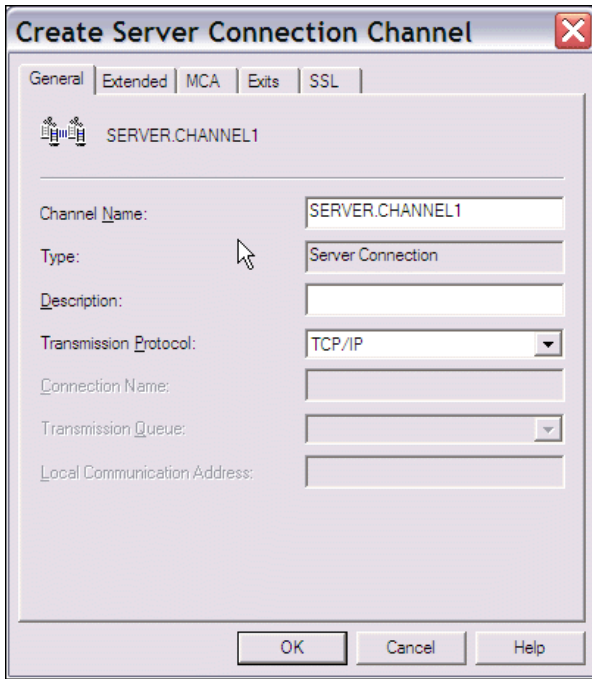 Create Server Connection Channel
General Extended MCA Exits SSL
SERVER.CHANNEL1
Channel Name: SERVER.CHANNEL1
Type: Server Connection
Description:
Transmission Protocol: TCP/IP
Connection Name:
Transmission Queue:
Local Communication Address:
OK Cancel Help